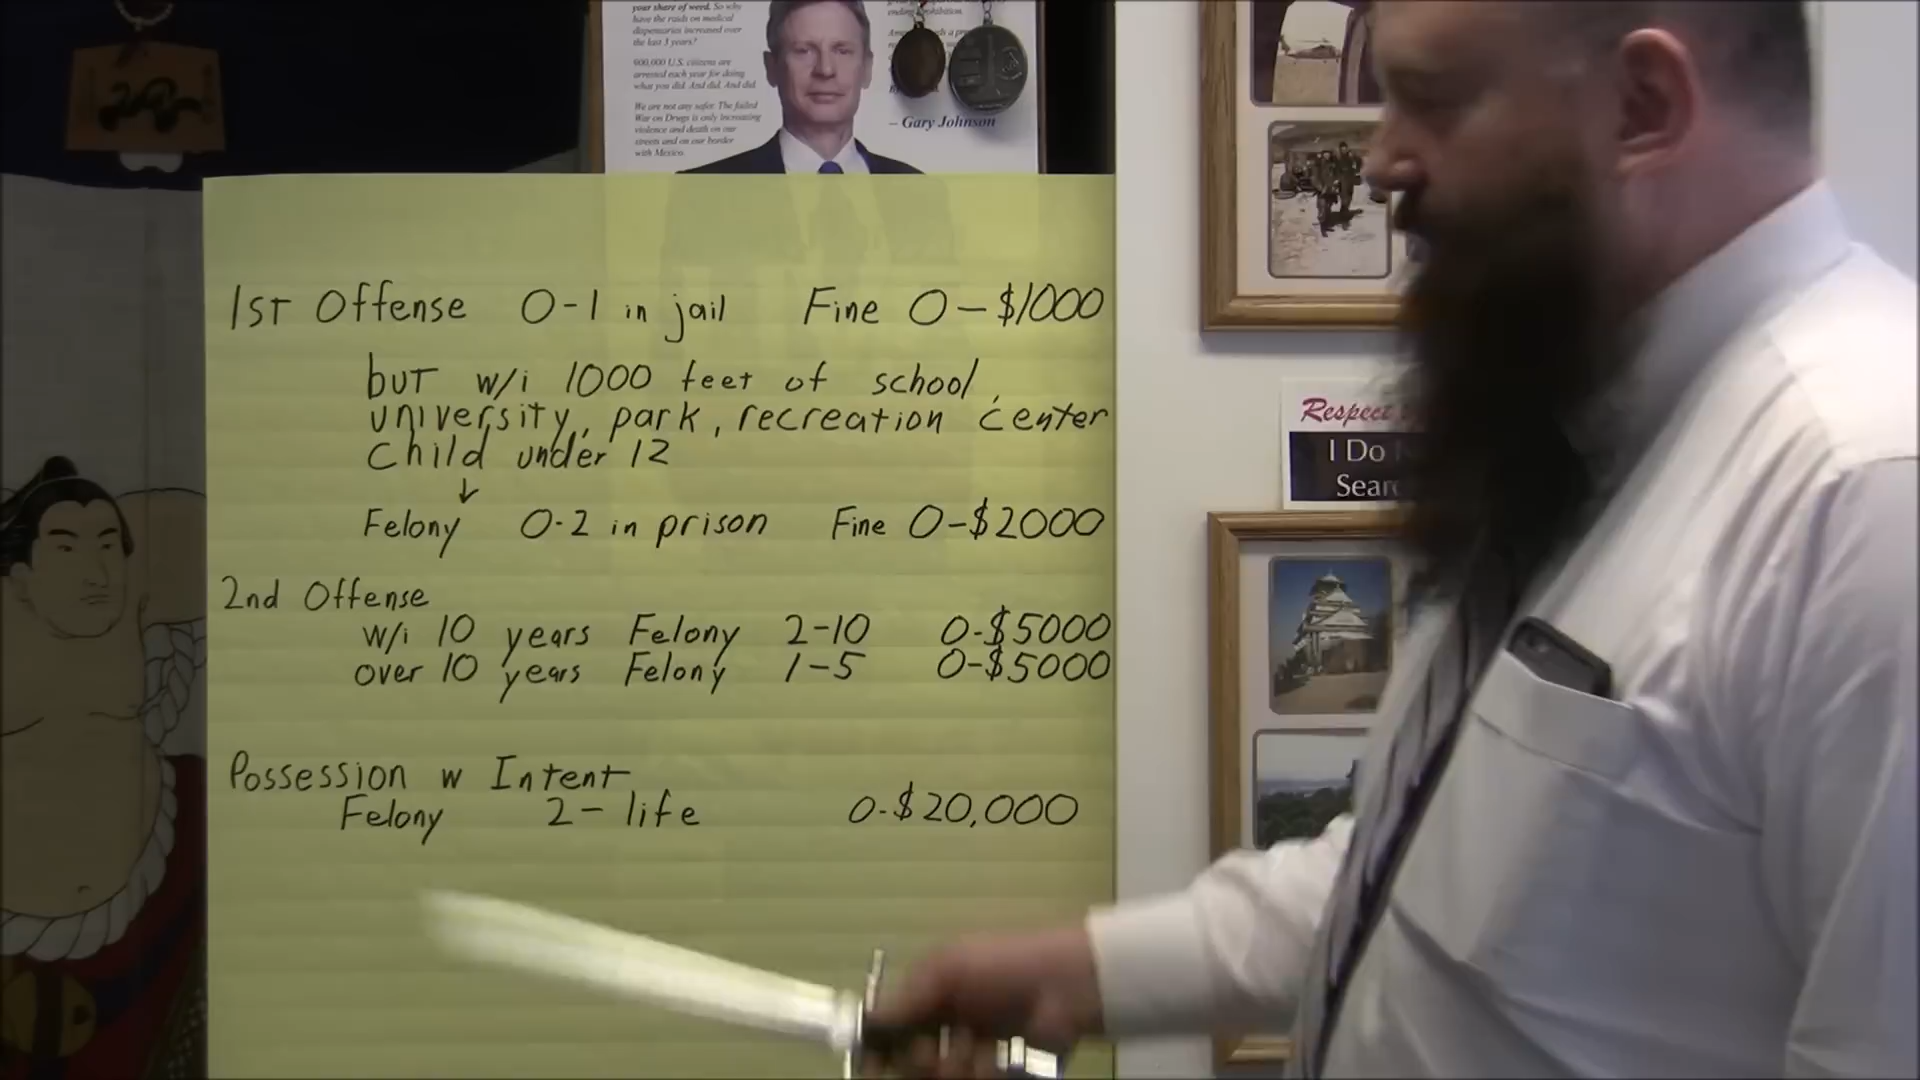 your share of weed. So why
have the raids on medical
dispensaries increased over
the last 3 years?
900,000 U.S. citizens are
arrested each year for doing
what you did. And did. And did.
We are not any safer. The failed
War on Drugs is only increasing
violence and death on our
streets and on our border
with Mexico.
– Gary Johnson
1ST Offense 0-1 in jail Fine 0-$1000
but w/i 1000 feet of school,
university, park, recreation center
Child under 12
Felony 0-2 in prison Fine 0-$2000
2nd Offense
w/i 10 years Felony 2-10 0-$5000
over 10 years Felony 1-5 0-$5000
Possession w Intent
Felony 2-life 0-$20,000
Respect
I Do